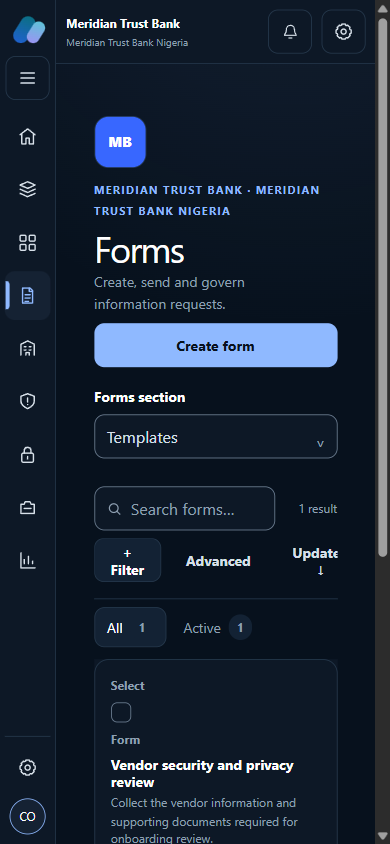 Meridian Trust Bank
Meridian Trust Bank Nigeria
MB
MERIDIAN TRUST BANK · MERIDIAN
TRUST BANK NIGERIA
Forms
Create, send and govern
information requests.
Create form
Forms section
Templates
v
Search forms...
1 result
+
Filter
Advanced
Update
↓
All 1
Active 1
Select
Form
Vendor security and privacy
review
Collect the vendor information and
supporting documents required for
onboarding review.
CO